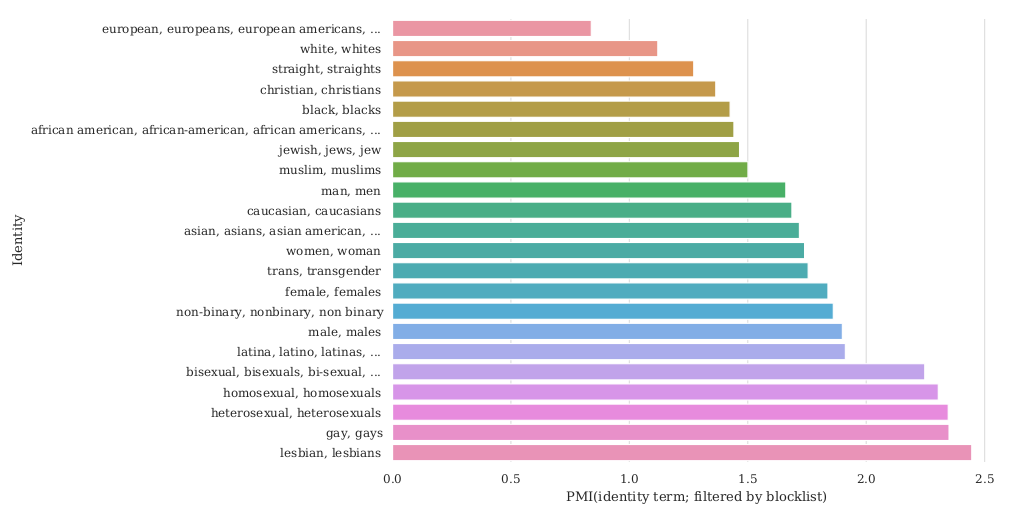 european, europeans, european americans, ...
white, whites
straight, straights
christian, christians
black, blacks
african american, african-american, african americans, ...
jewish, jews, jew
muslim, muslims
man, men
caucasian, caucasians
asian, asians, asian american, ...
women, woman
trans, transgender
female, females
non-binary, nonbinary, non binary
male, males
latina, latino, latinas, ...
bisexual, bisexuals, bi-sexual, ...
homosexual, homosexuals
heterosexual, heterosexuals
gay, gays
lesbian, lesbians
Identity
0.0 0.5 1.0 1.5 2.0 2.5
PMI(identity term; filtered by blocklist)